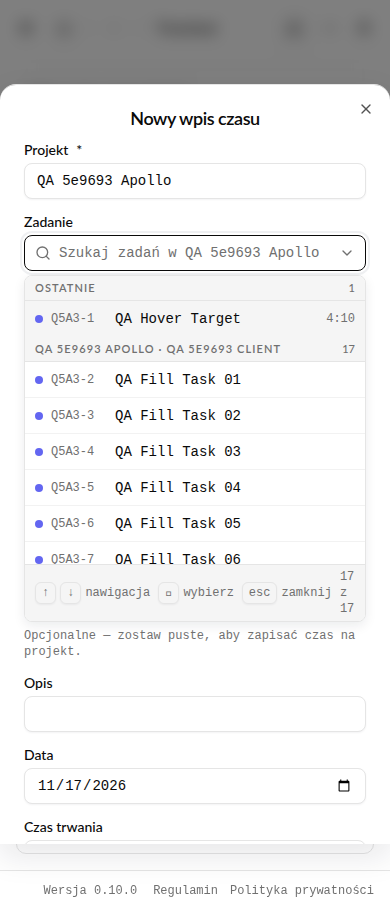 Nowy wpis czasu
Projekt *
QA 5e9693 Apollo
Zadanie
Szukaj zadań w QA 5e9693 Apollo
OSTATNIE 1
Q5A3-1 QA Hover Target 4:10
QA 5E9693 APOLLO · QA 5E9693 CLIENT 17
Q5A3-2 QA Fill Task 01
Q5A3-3 QA Fill Task 02
Q5A3-4 QA Fill Task 03
Q5A3-5 QA Fill Task 04
Q5A3-6 QA Fill Task 05
Q5A3-7 QA Fill Task 06
↑ ↓ nawigacja wybierz esc zamknij 17 z 17
Opcjonalne — zostaw puste, aby zapisać czas na
projekt.
Opis
Data
11/17/2026
Czas trwania
Wersja 0.10.0 Regulamin Polityka prywatności